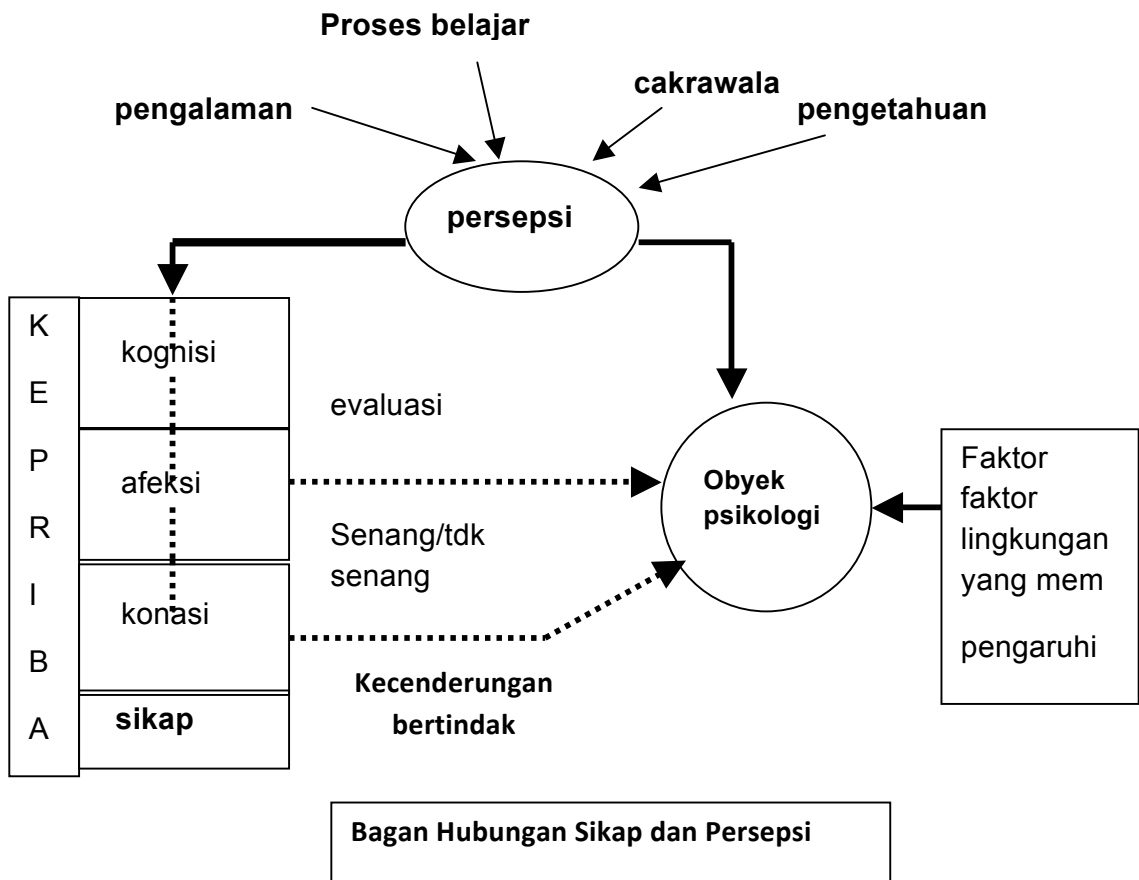 Proses belajar
cakrawala
pengalaman
pengetahuan
persepsi
K
E
P
R
I
B
A
kognisi
afeksi
konasi
sikap
evaluasi
Senang/tdk
senang
Kecenderungan
bertindak
Obyek
psikologi
Faktor
faktor
lingkungan
yang mem
pengaruhi
Bagan Hubungan Sikap dan Persepsi